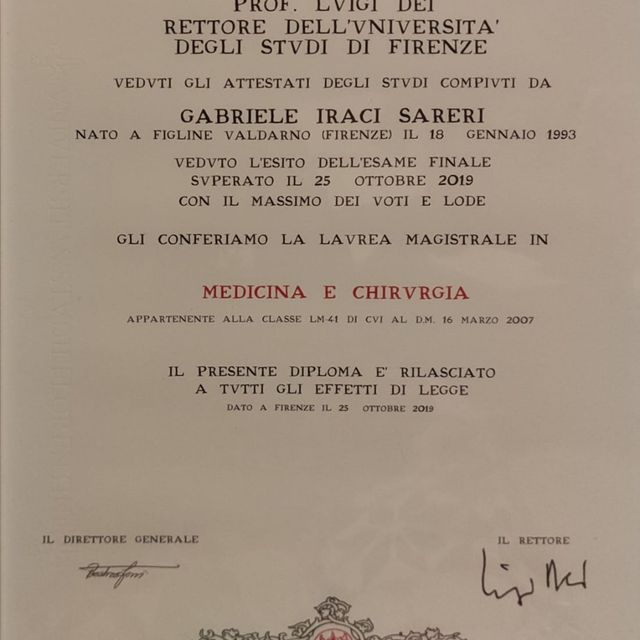 PROF. LVIGI DEI
RETTORE DELL'VNIVERSITA'
DEGLI STVDI DI FIRENZE
VEDVTI GLI ATTESTATI DEGLI STVDI COMPIVTI DA
GABRIELE IRACI SARERI
NATO A FIGLINE VALDARNO (FIRENZE) IL 18 GENNAIO 1993
VEDVTO L'ESITO DELL'ESAME FINALE
SVPERATO IL 25 OTTOBRE 2019
CON IL MASSIMO DEI VOTI E LODE
GLI CONFERIAMO LA LAVREA MAGISTRALE IN
MEDICINA E CHIRVRGIA
APPARTENENTE ALLA CLASSE LM-41 DI CVI AL D.M. 16 MARZO 2007
IL PRESENTE DIPLOMA E' RILASCIATO
A TVTTI GLI EFFETTI DI LEGGE
DATO A FIRENZE IL 25 OTTOBRE 2019
IL DIRETTORE GENERALE
IL RETTORE